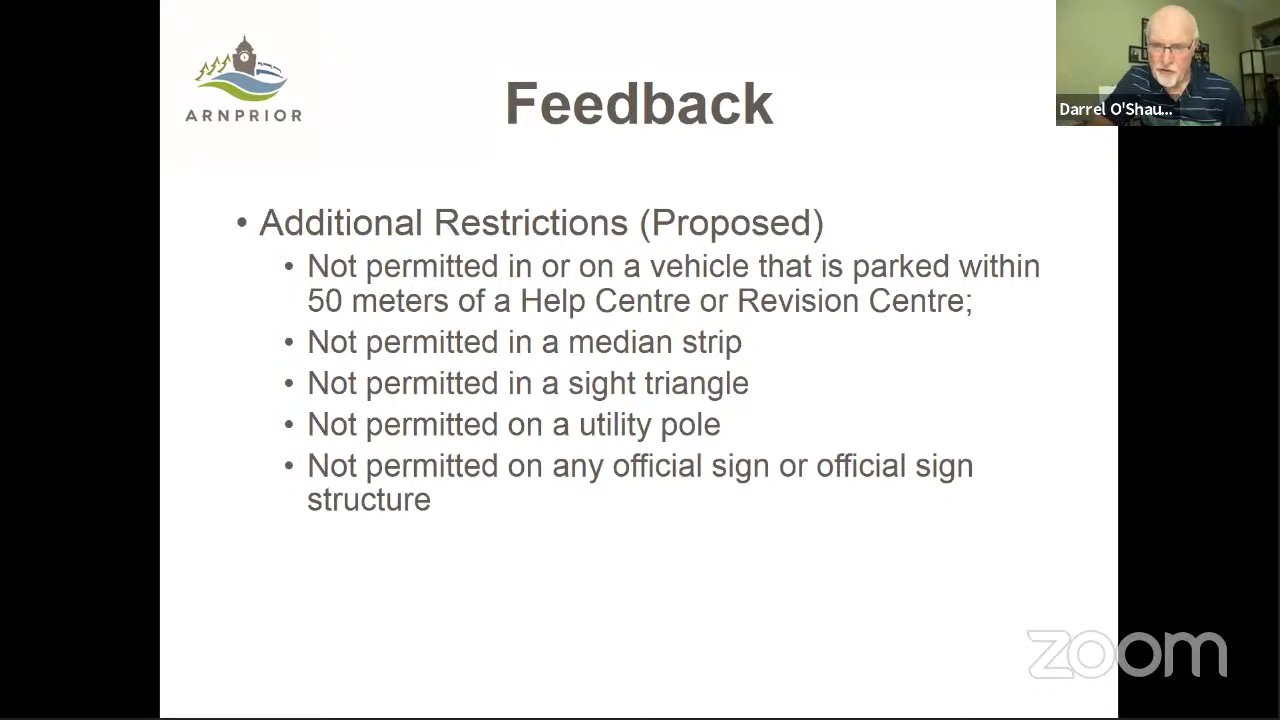 ARNPRIOR
Feedback
Darrel O'Shau...
• Additional Restrictions (Proposed)
• Not permitted in or on a vehicle that is parked within
50 meters of a Help Centre or Revision Centre;
• Not permitted in a median strip
• Not permitted in a sight triangle
• Not permitted on a utility pole
• Not permitted on any official sign or official sign
structure
zoom